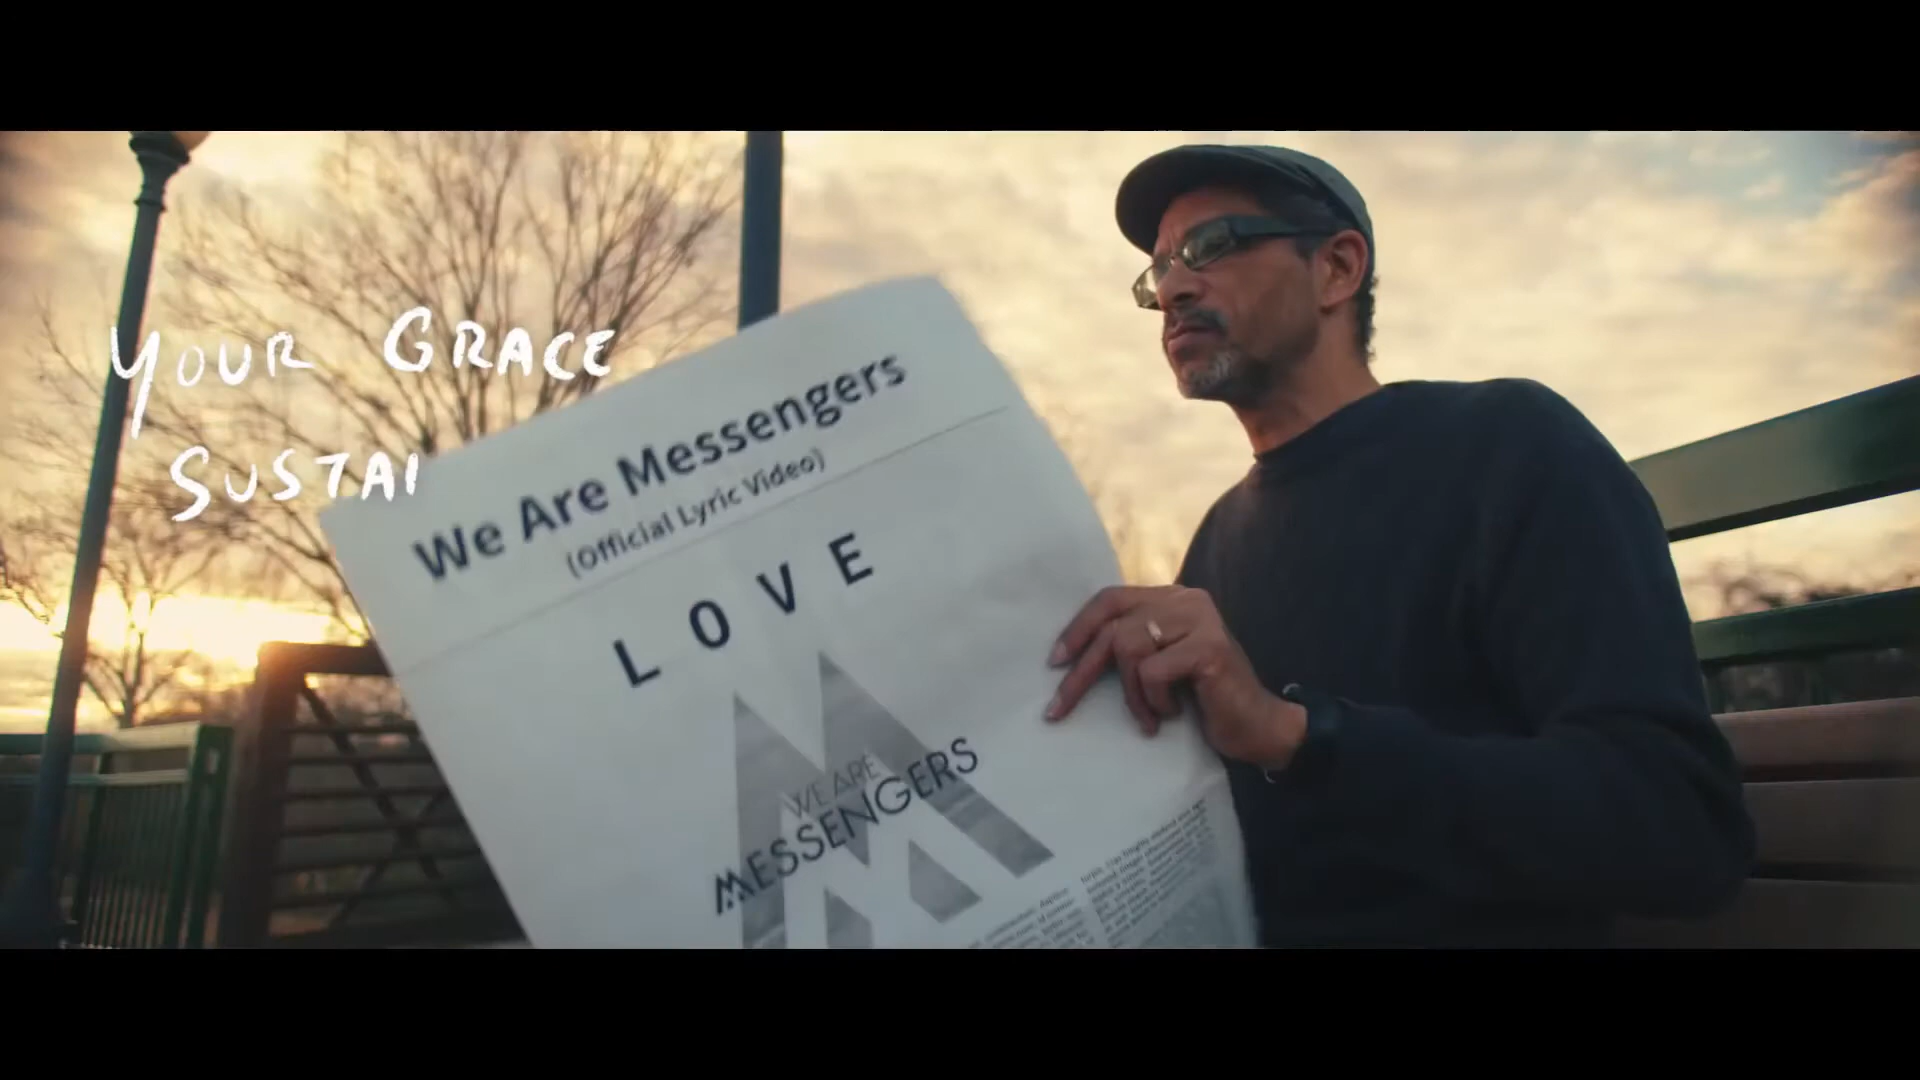 YOUR GRACE
SUSTAI
We Are Messengers
(Official Lyric Video)
LOVE
WE ARE
MESSENGERS